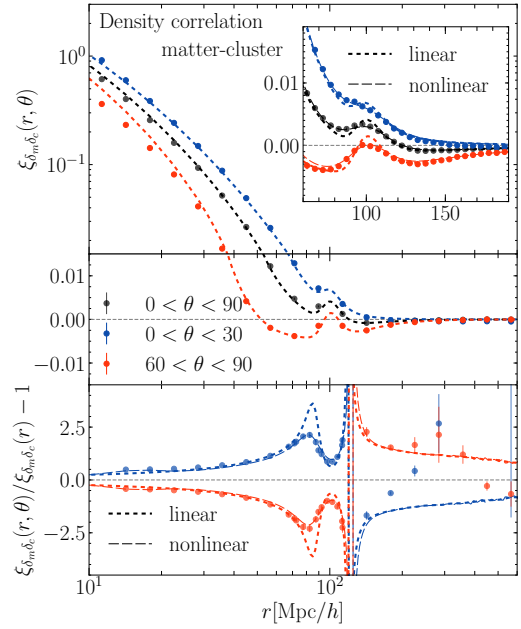 Density correlation
matter-cluster
linear
nonlinear
0.01
0.00
100
150
10^0
10^{-1}
ξ_{δ_m δ_c}(r, θ)
0.01
0.00
−0.01
0 < θ < 90
0 < θ < 30
60 < θ < 90
2.5
0.0
−2.5
ξ_{δ_m δ_c}(r, θ)/ξ_{δ_m δ_c}(r) − 1
linear
nonlinear
10^1
10^2
r[Mpc/h]